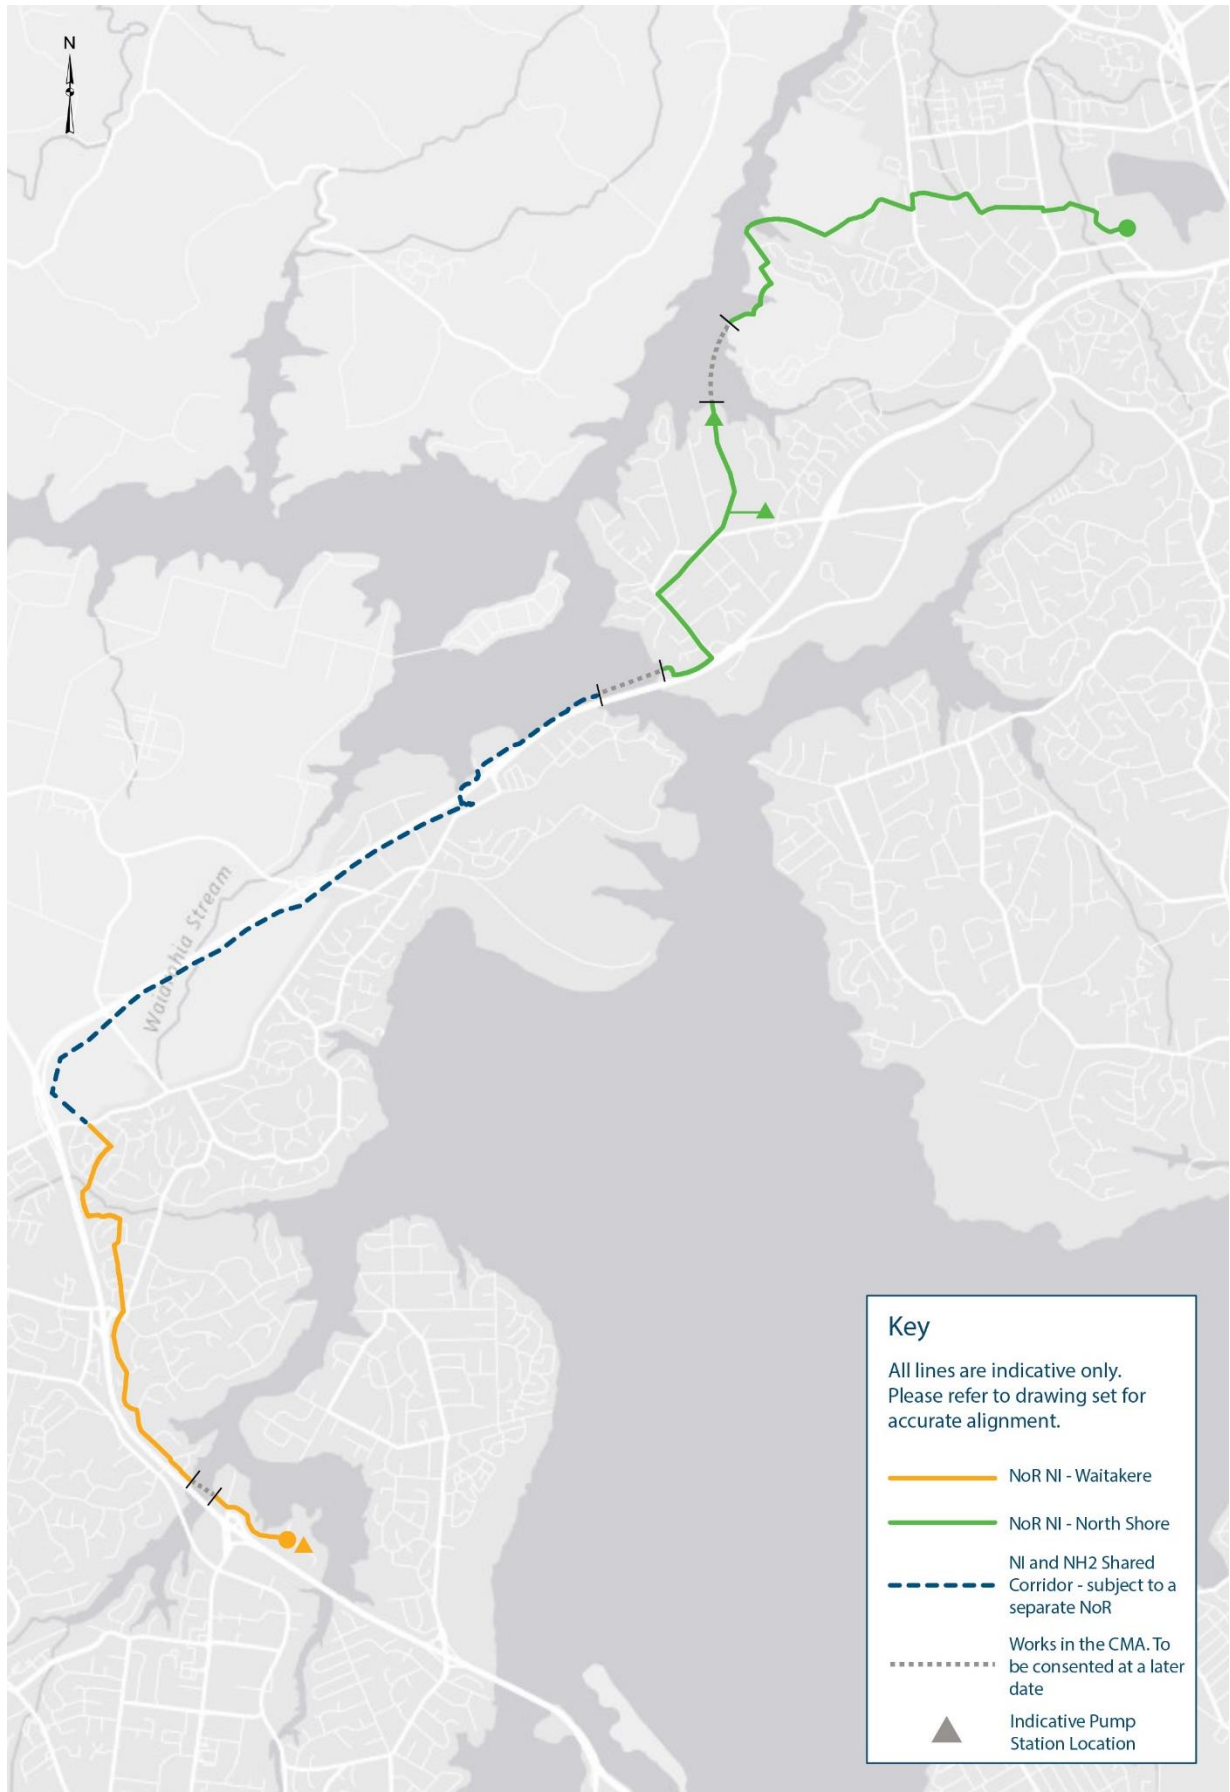 N
Waiarohia Stream
Key
All lines are indicative only.
Please refer to drawing set for
accurate alignment.
NoR NI - Waitakere
NoR NI - North Shore
NI and NH2 Shared
Corridor - subject to a
separate NoR
Works in the CMA. To
be consented at a later
date
Indicative Pump
Station Location